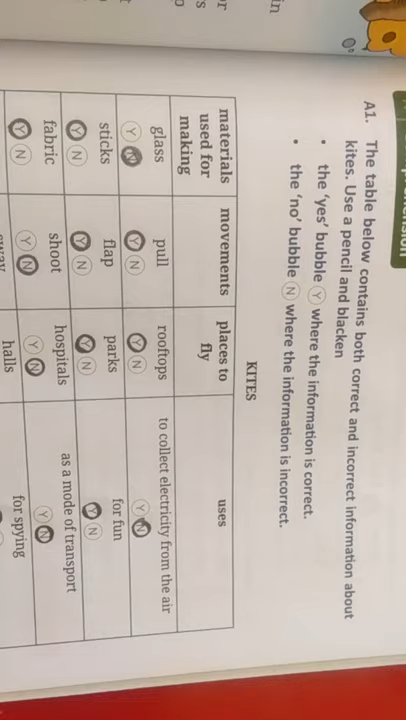 A1. The table below contains both correct and incorrect information about
kites. Use a pencil and blacken
• the 'yes' bubble Y where the information is correct.
• the 'no' bubble N where the information is incorrect.
KITES
materials used for making movements places to fly uses
glass pull rooftops to collect electricity from the air
Y N Y N Y N Y N
sticks flap parks for fun
Y N Y N Y N Y N
fabric shoot hospitals as a mode of transport
Y N Y N Y N Y N
halls for spying